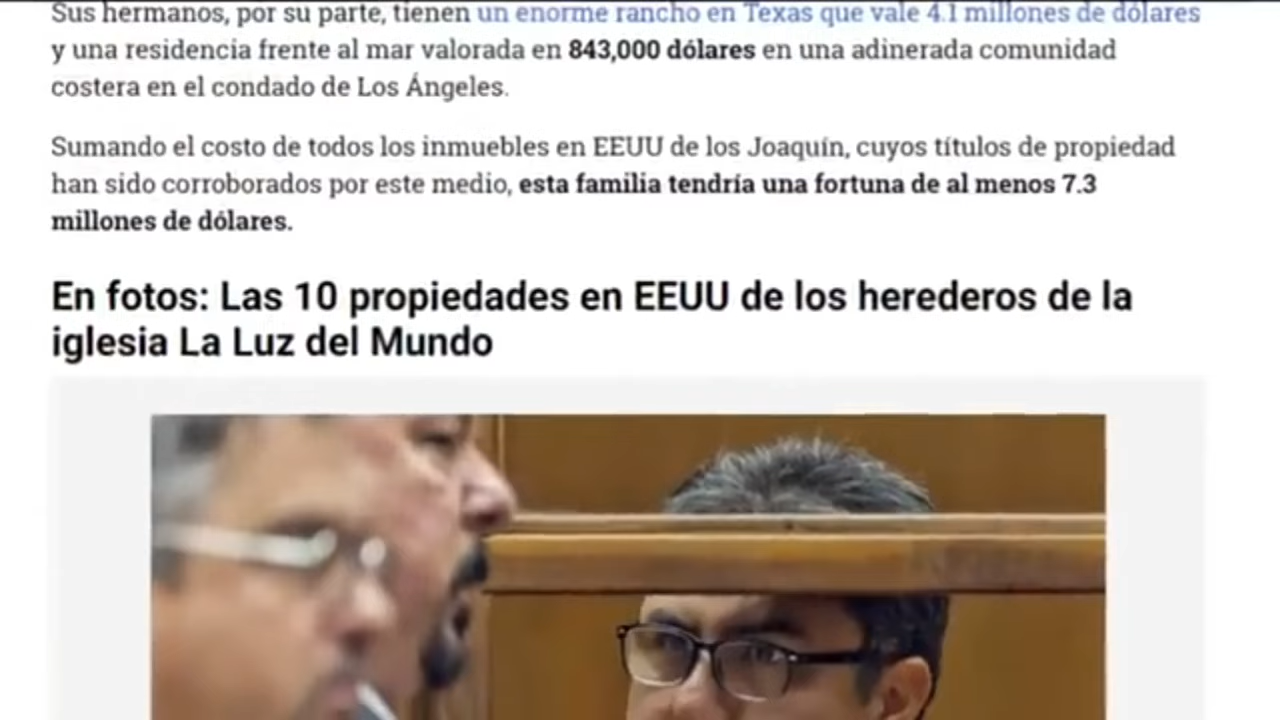 Sus hermanos, por su parte, tienen un enorme rancho en Texas que vale 4.1 millones de dólares
y una residencia frente al mar valorada en 843,000 dólares en una adinerada comunidad
costera en el condado de Los Ángeles.
Sumando el costo de todos los inmuebles en EEUU de los Joaquín, cuyos títulos de propiedad
han sido corroborados por este medio, esta familia tendría una fortuna de al menos 7.3
millones de dólares.
En fotos: Las 10 propiedades en EEUU de los herederos de la
iglesia La Luz del Mundo